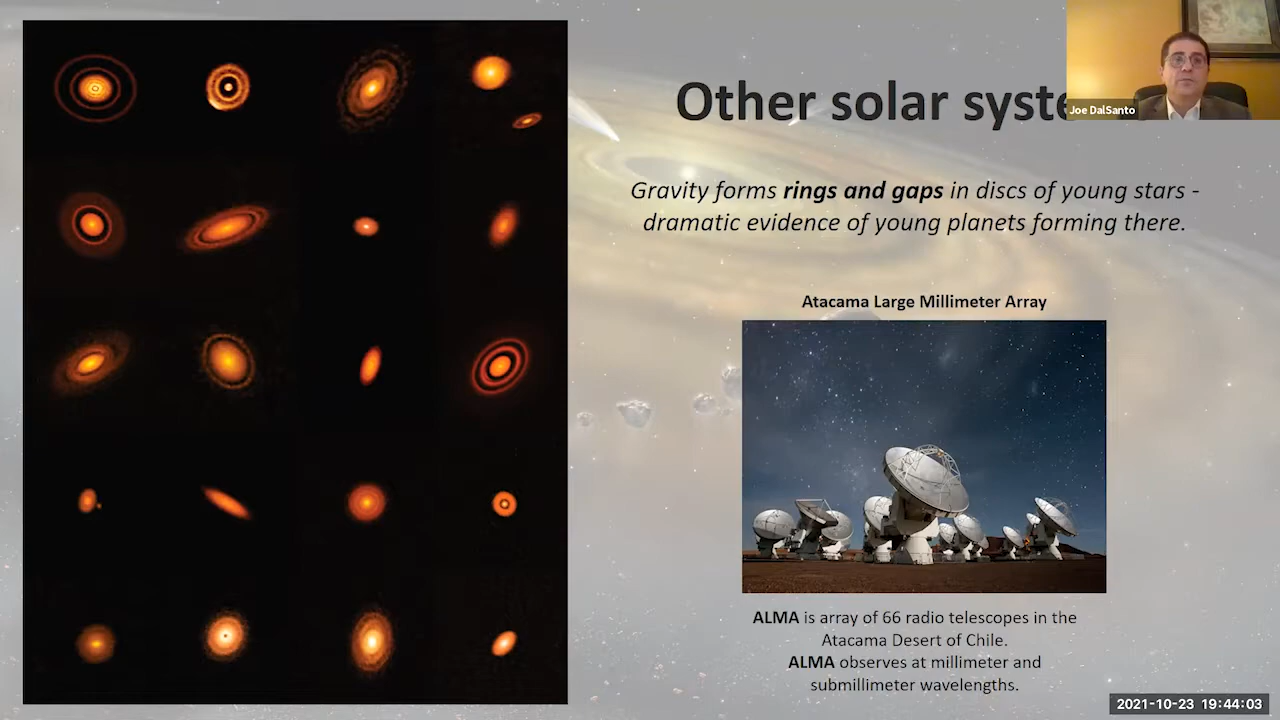 Other solar syste
Joe DalSanto
Gravity forms rings and gaps in discs of young stars -
dramatic evidence of young planets forming there.
Atacama Large Millimeter Array
ALMA is array of 66 radio telescopes in the
Atacama Desert of Chile.
ALMA observes at millimeter and
submillimeter wavelengths.
2021-10-23 19:44:03